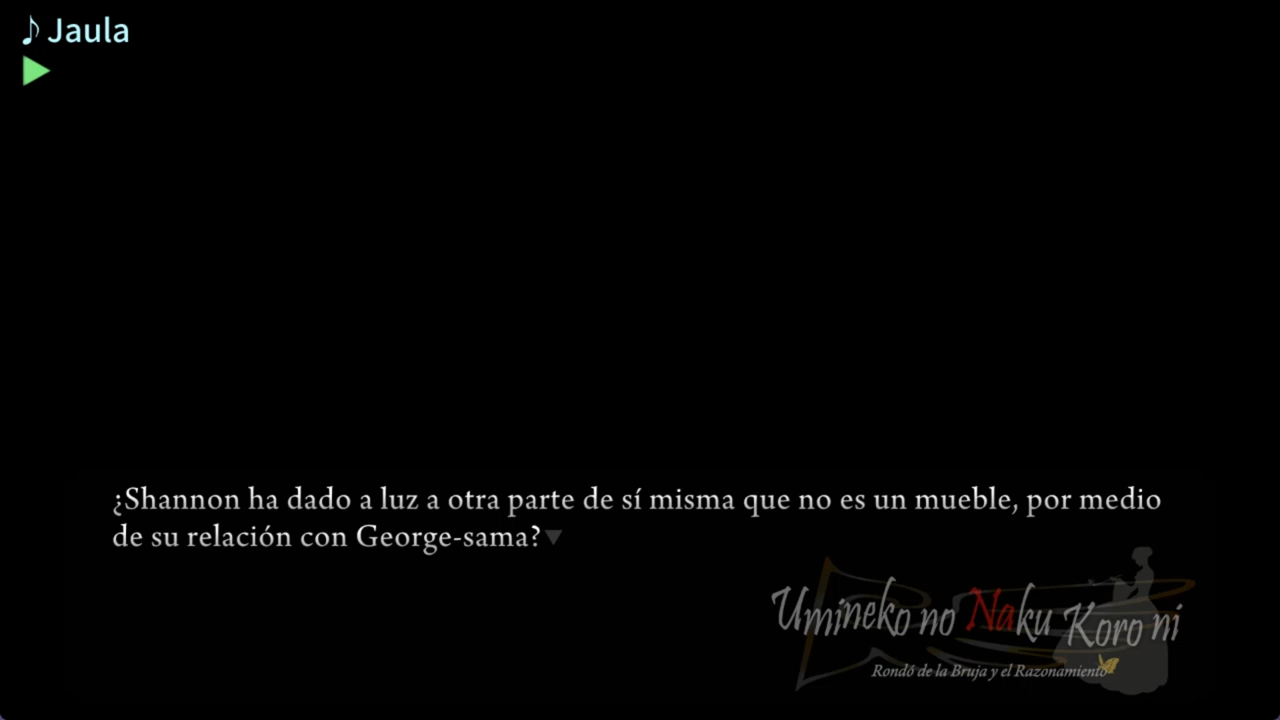 ♪ Jaula
¿Shannon ha dado a luz a otra parte de sí misma que no es un mueble, por medio
de su relación con George-sama?
Umineko no Naku Koro ni
Rondó de la Bruja y el Razonamiento